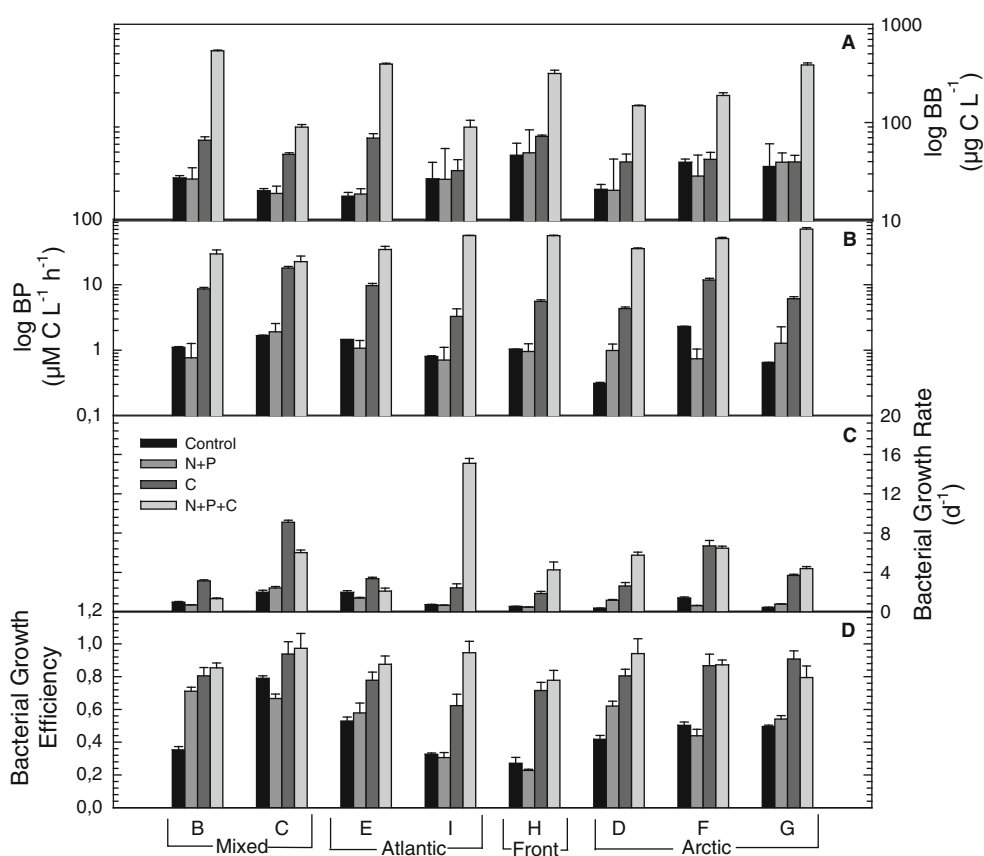 A
1000
100
10
log BB
(µg C L⁻¹)
B
100
10
1
0,1
log BP
(µM C L⁻¹ h⁻¹)
C
Control
N+P
C
N+P+C
20
16
12
8
4
0
Bacterial Growth Rate
(d⁻¹)
D
1,2
1,0
0,8
0,6
0,4
0,2
0,0
Bacterial Growth
Efficiency
B C E I H D F G
Mixed Atlantic Front Arctic